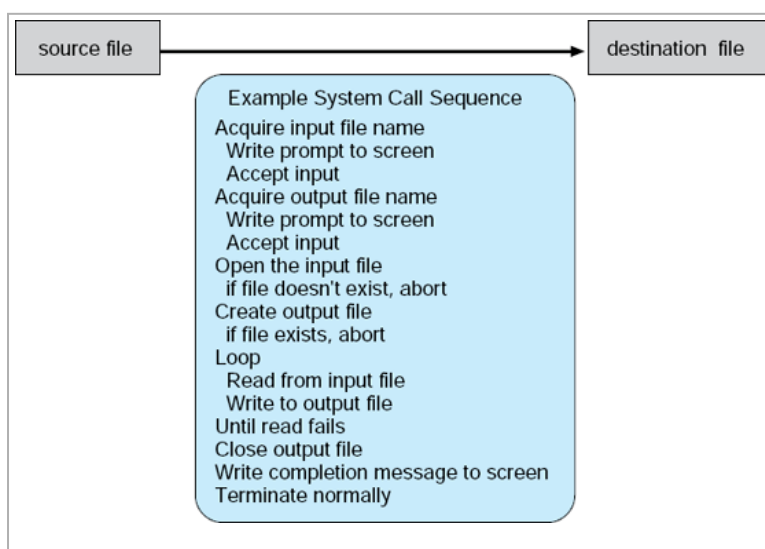 source file
destination file
Example System Call Sequence
Acquire input file name
Write prompt to screen
Accept input
Acquire output file name
Write prompt to screen
Accept input
Open the input file
if file doesn't exist, abort
Create output file
if file exists, abort
Loop
Read from input file
Write to output file
Until read fails
Close output file
Write completion message to screen
Terminate normally